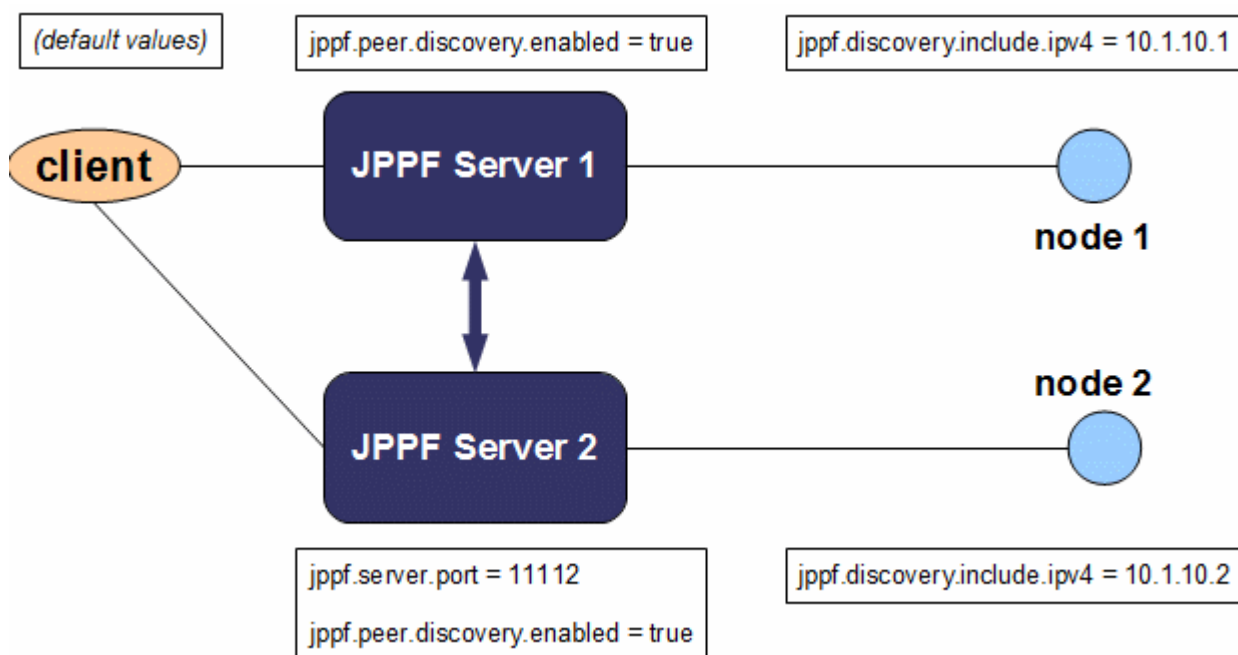 (default values)
jppf.peer.discovery.enabled = true
jppf.discovery.include.ipv4 = 10.1.10.1
client
JPPF Server 1
node 1
node 2
JPPF Server 2
jppf.server.port = 11112
jppf.peer.discovery.enabled = true
jppf.discovery.include.ipv4 = 10.1.10.2